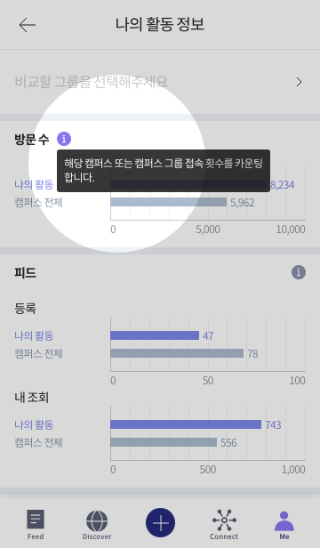 나의 활동 정보
비교할 그룹을 선택해주세요
방문 수
해당 캠퍼스 또는 캠퍼스 그룹 접속 횟수를 카운팅
합니다.
나의 활동 8,234
캠퍼스 전체 5,962
0 5,000 10,000
피드
등록
나의 활동 47
캠퍼스 전체 78
0 50 100
내 조회
나의 활동 743
캠퍼스 전체 556
0 500 1,000
Feed Discover Connect Me